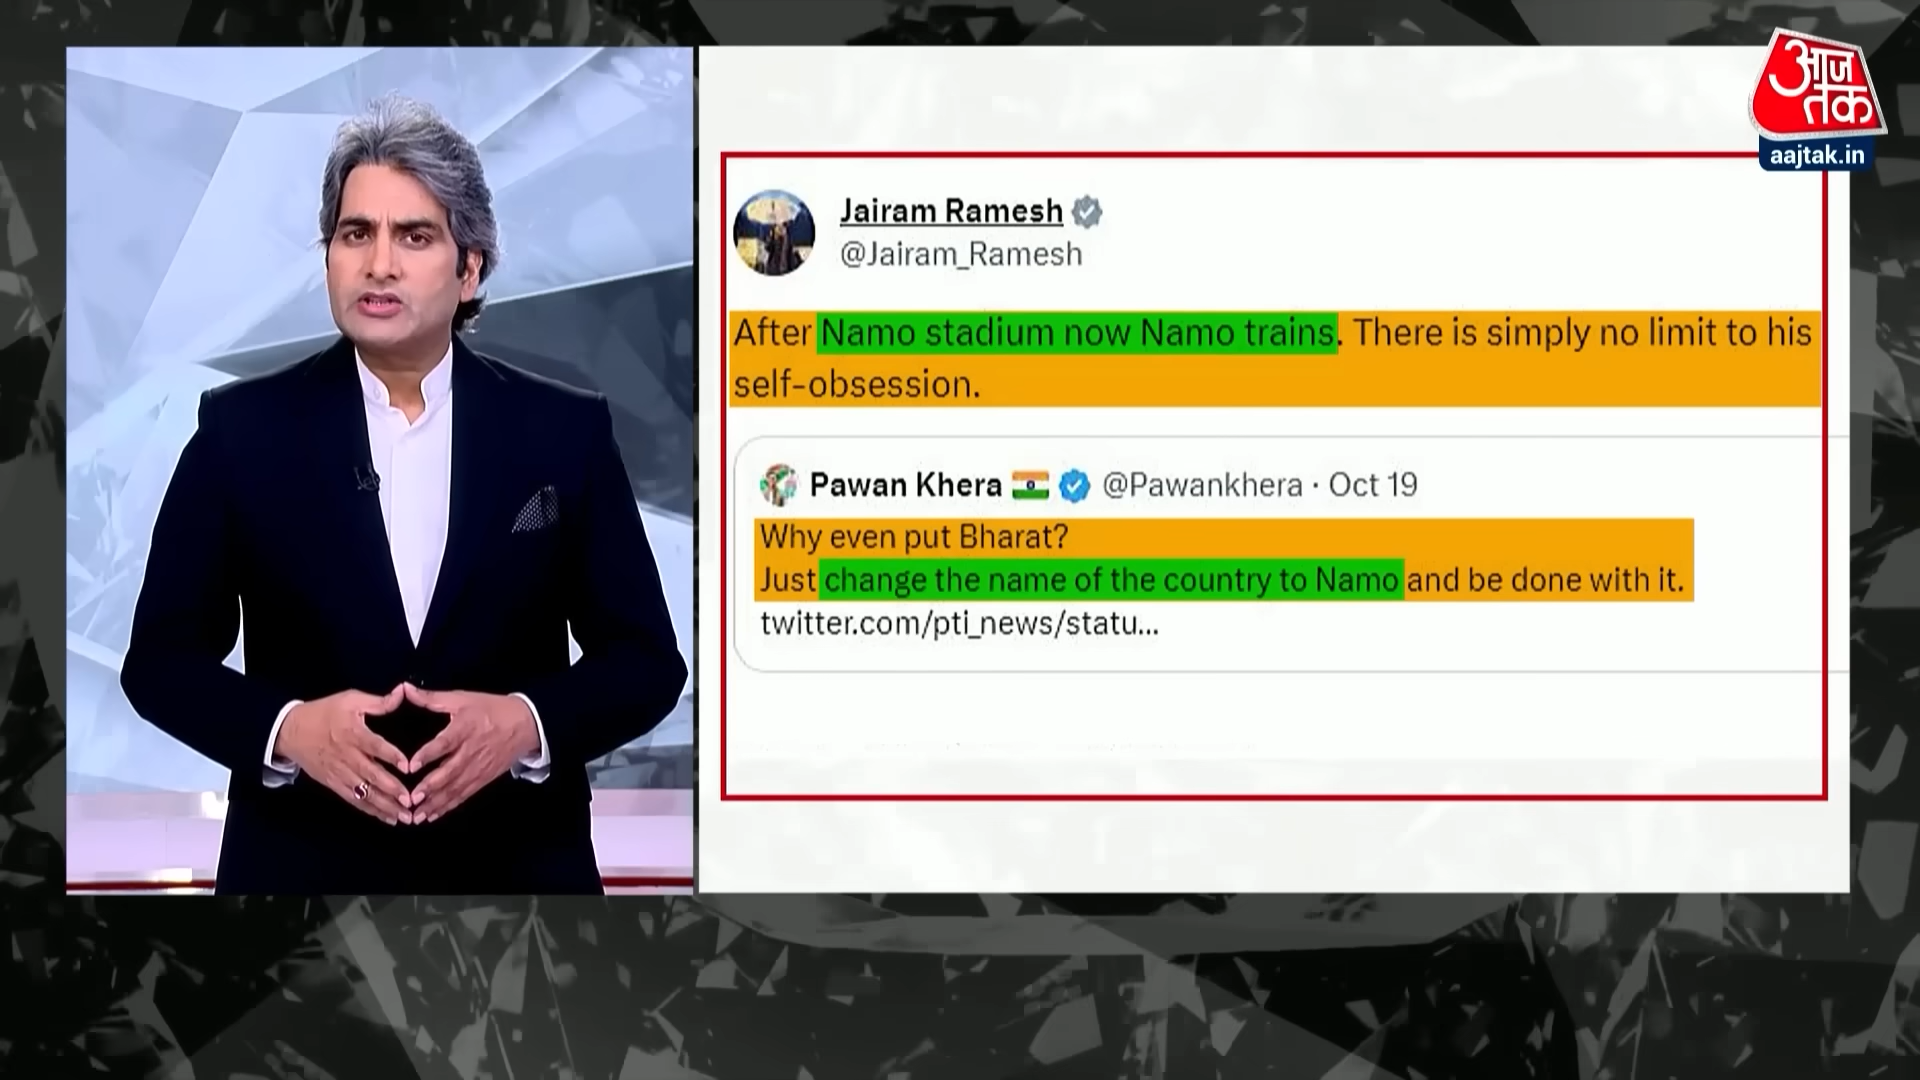 आज
तक
aajtak.in
Jairam Ramesh
@Jairam_Ramesh
After Namo stadium now Namo trains. There is simply no limit to his
self-obsession.
Pawan Khera @Pawankhera · Oct 19
Why even put Bharat?
Just change the name of the country to Namo and be done with it.
twitter.com/pti_news/statu...